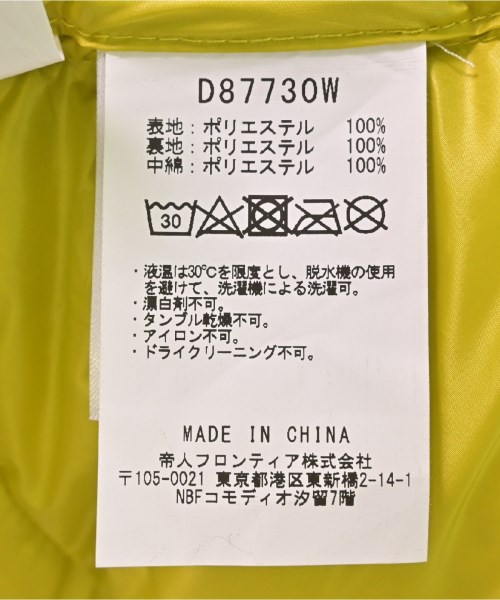 D87730W
表地：ポリエステル 100%
裏地：ポリエステル 100%
中綿：ポリエステル 100%
30
・液温は30℃を限度とし、脱水機の使用
を避けて、洗濯機による洗濯可。
・漂白剤不可。
・タンブル乾燥不可。
・アイロン不可。
・ドライクリーニング不可。
MADE IN CHINA
帝人フロンティア株式会社
〒105-0021 東京都港区東新橋2-14-1
NBFコモディオ汐留7階